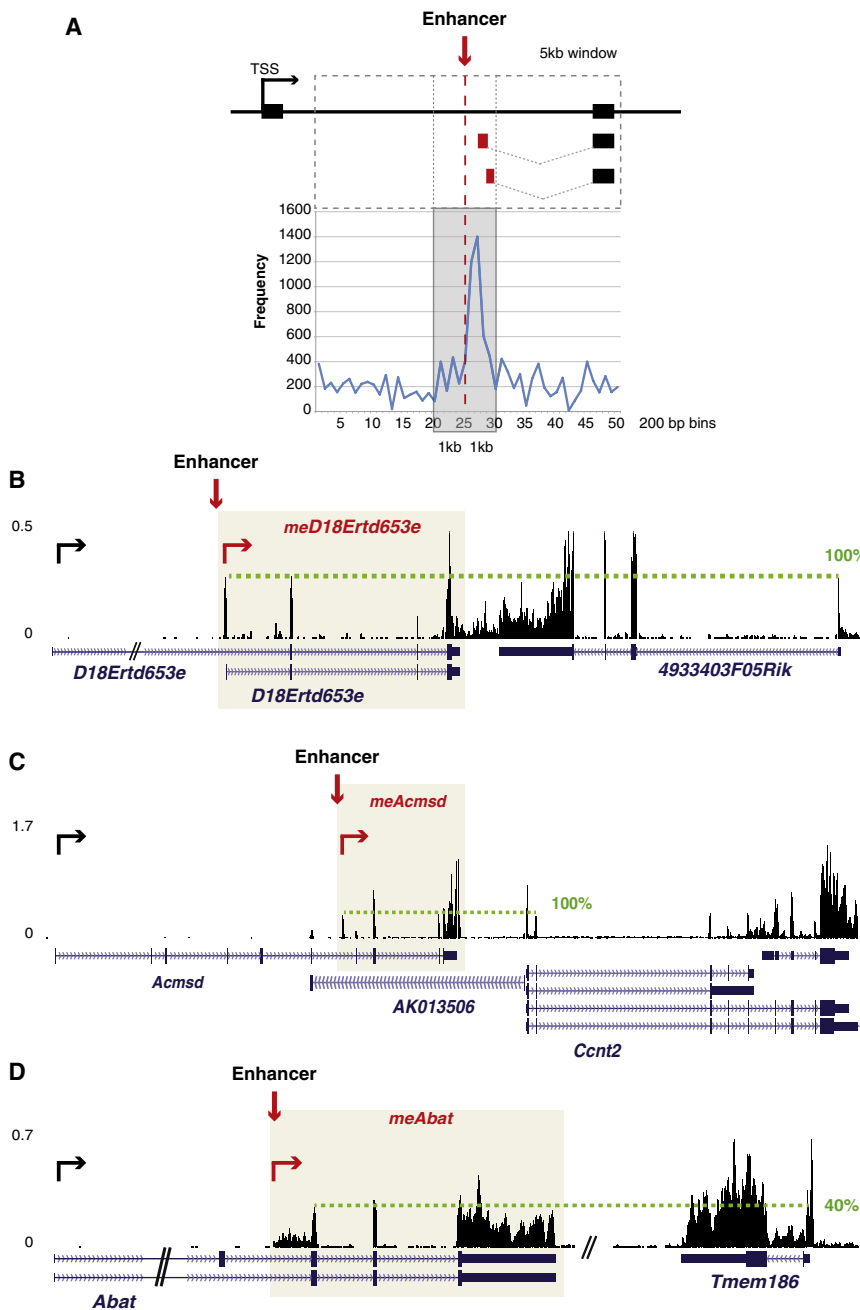 A
Enhancer
5kb window
TSS
Frequency
1600
1400
1200
1000
800
600
400
200
0
5 10 15 20 25 30 35 40 45 50 200 bp bins
1kb 1kb
B
Enhancer
0.5
meD18Ertd653e
100%
0
D18Ertd653e
D18Ertd653e
4933403F05Rik
C
Enhancer
1.7
meAcmsd
100%
0
Acmsd
AK013506
Ccnt2
D
Enhancer
0.7
meAbat
40%
0
Abat
Tmem186